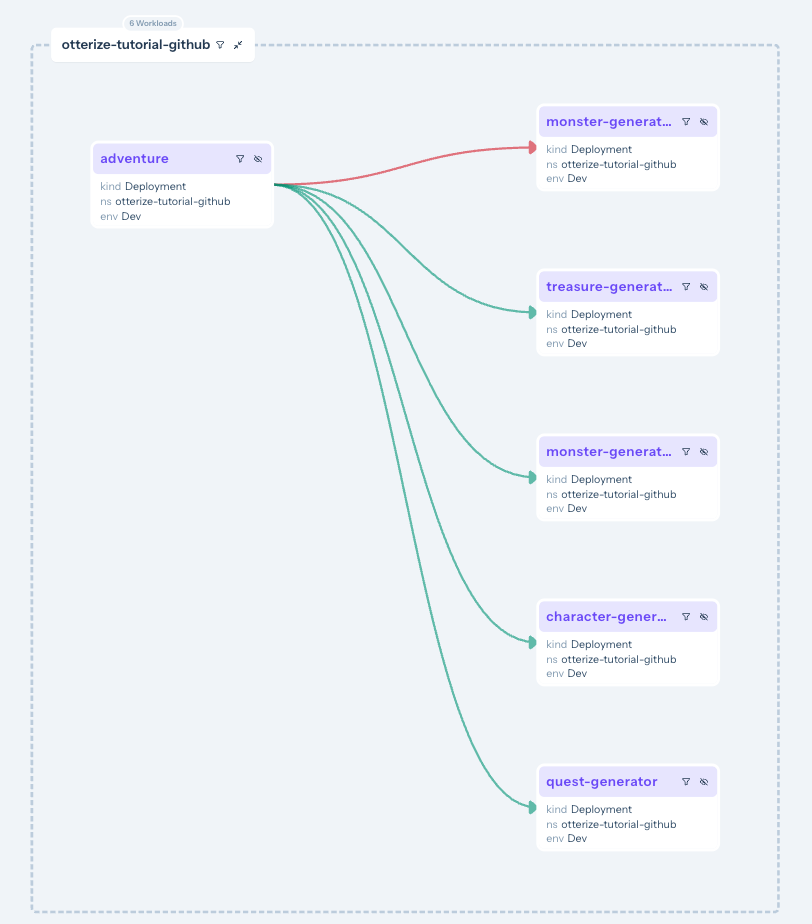 6 Workloads
otterize-tutorial-github
adventure
kind Deployment
ns otterize-tutorial-github
env Dev
monster-generat...
kind Deployment
ns otterize-tutorial-github
env Dev
treasure-generat...
kind Deployment
ns otterize-tutorial-github
env Dev
monster-generat...
kind Deployment
ns otterize-tutorial-github
env Dev
character-gener...
kind Deployment
ns otterize-tutorial-github
env Dev
quest-generator
kind Deployment
ns otterize-tutorial-github
env Dev